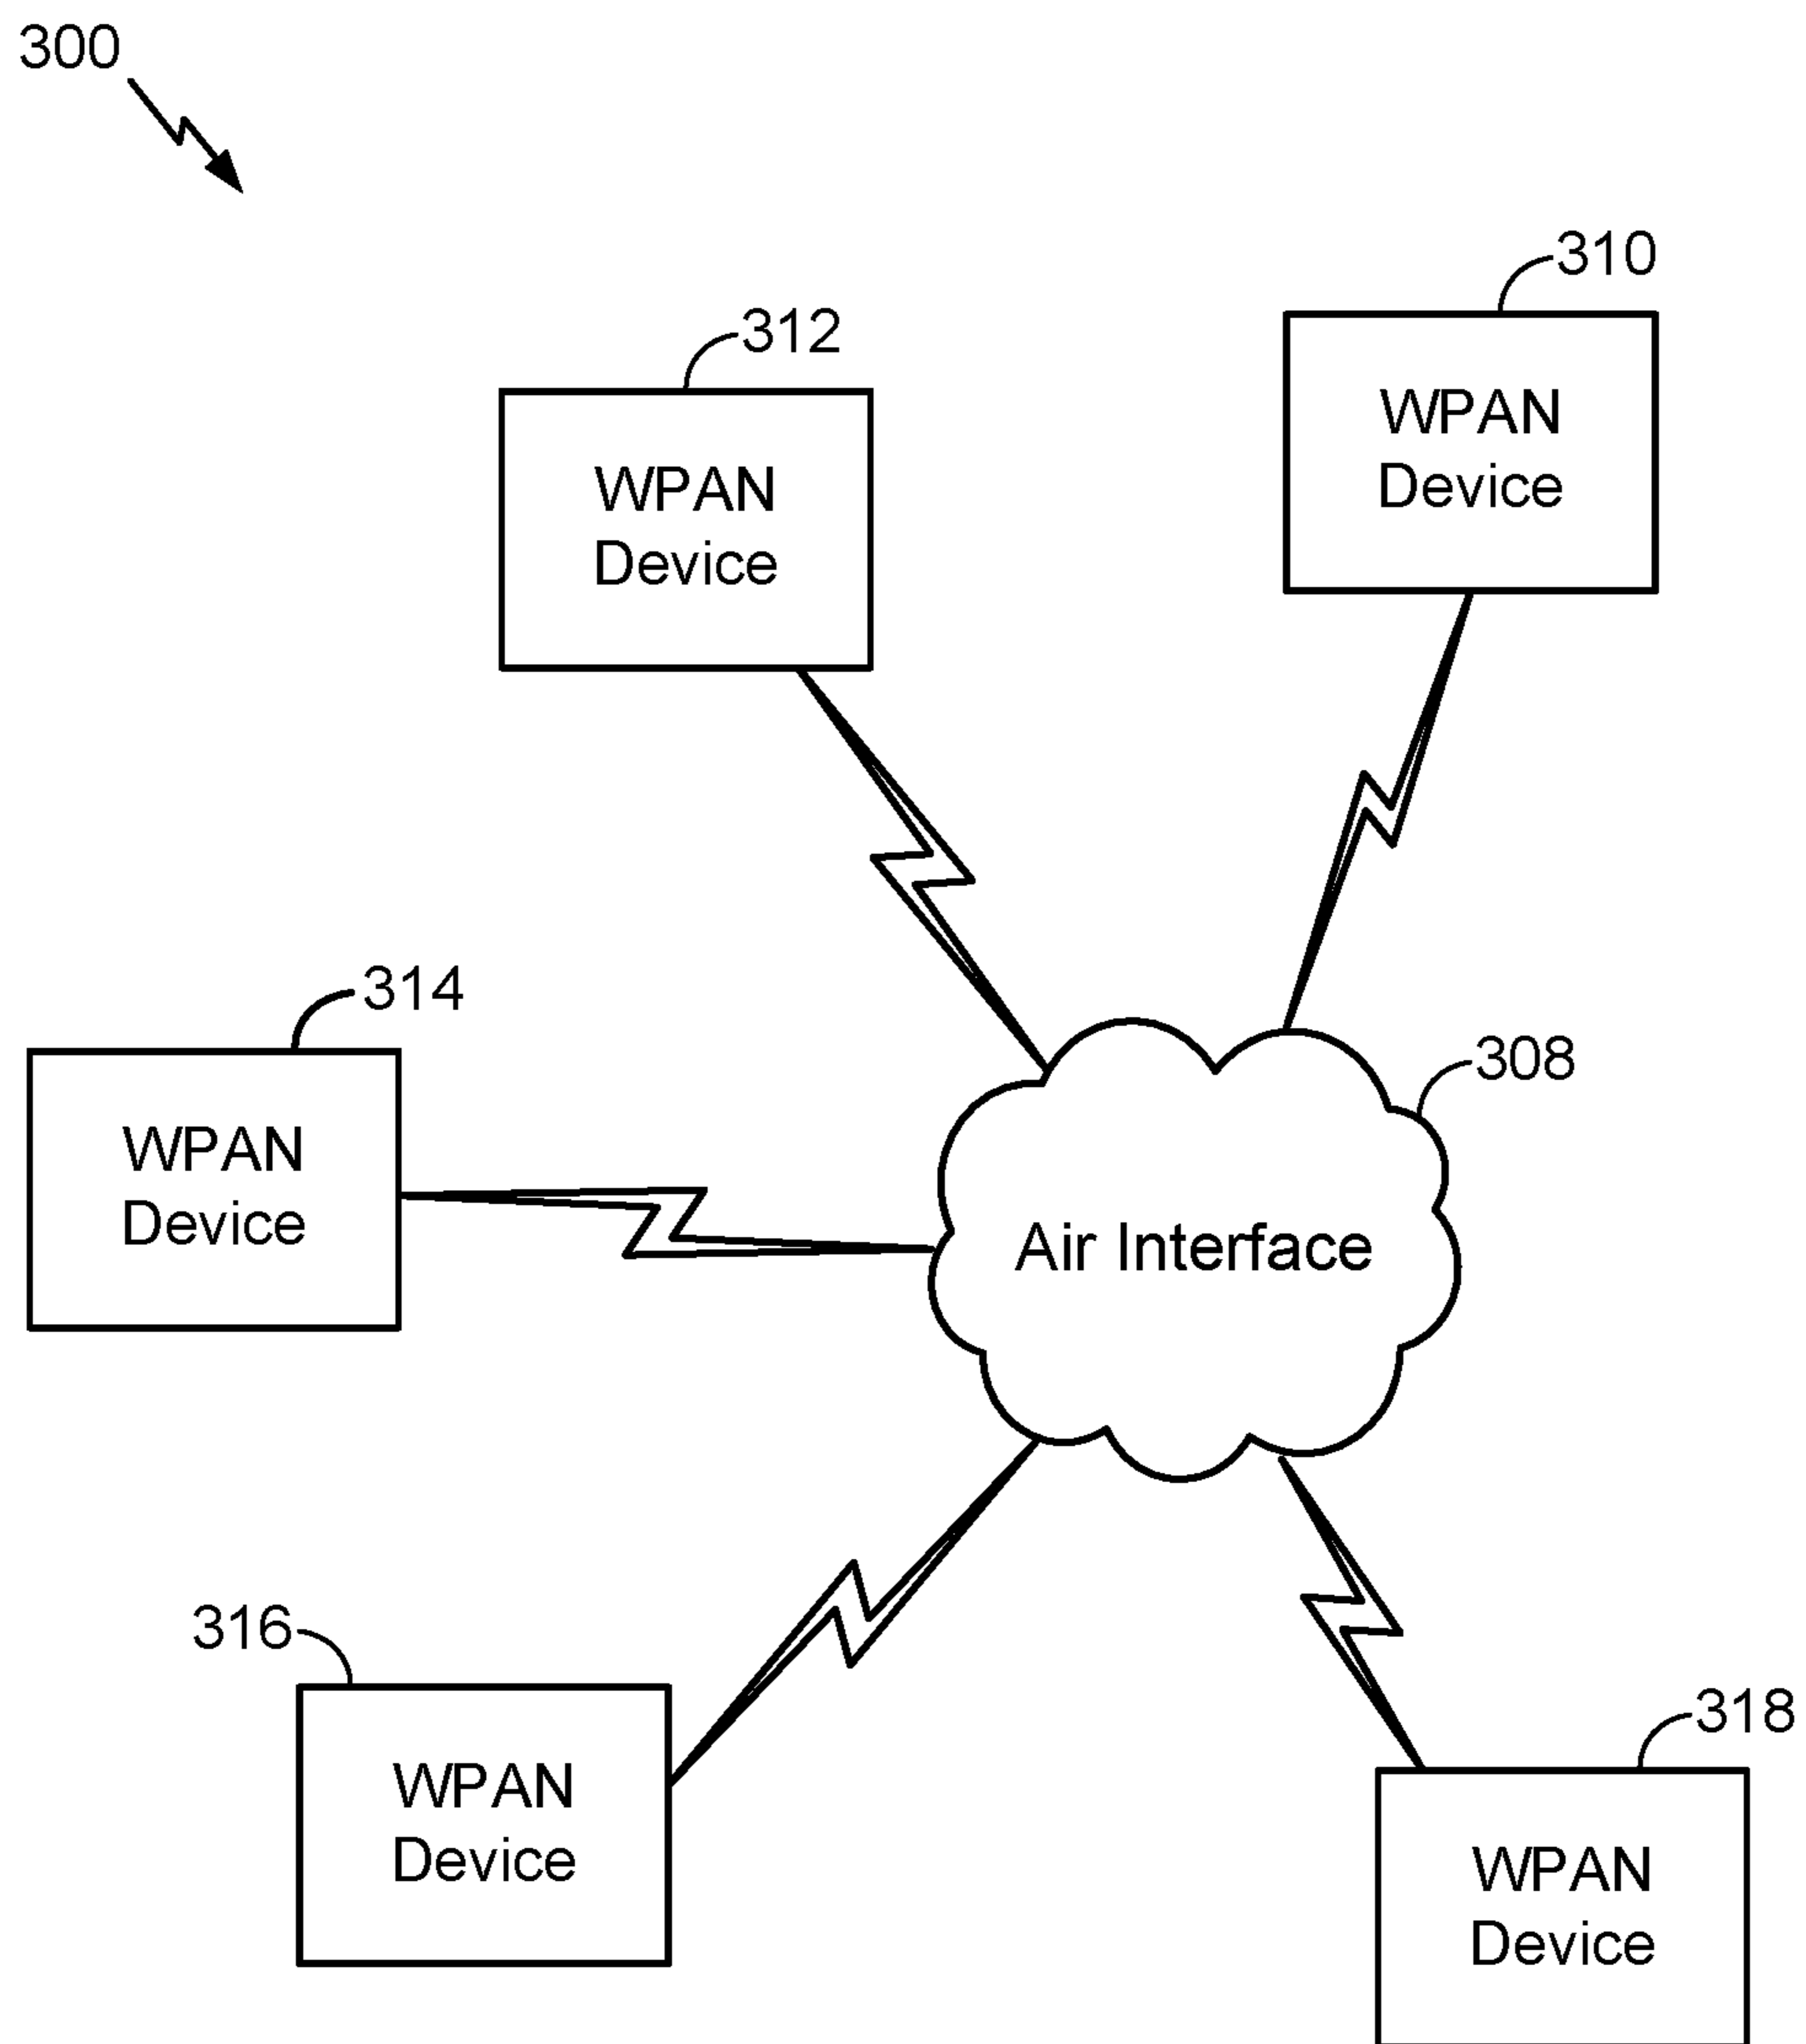 300
310
WPAN
Device
312
WPAN
Device
314
WPAN
Device
308
Air Interface
316
WPAN
Device
318
WPAN
Device